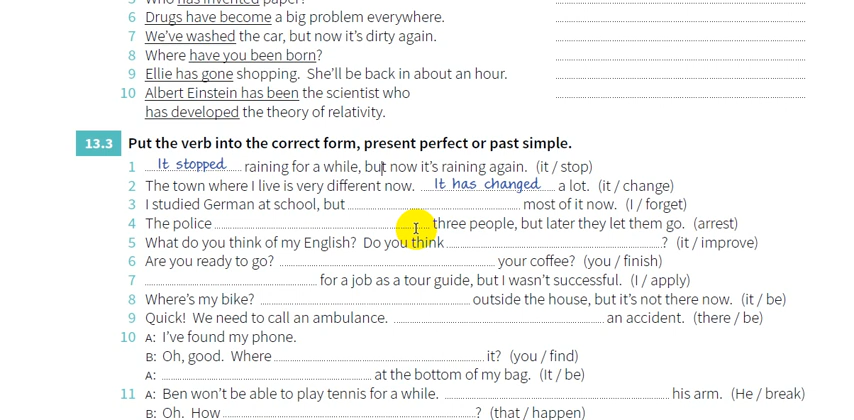 5 Who has invented paper?
6 Drugs have become a big problem everywhere.
7 We've washed the car, but now it's dirty again.
8 Where have you been born?
9 Ellie has gone shopping. She'll be back in about an hour.
10 Albert Einstein has been the scientist who
has developed the theory of relativity.
13.3 Put the verb into the correct form, present perfect or past simple.
1 It stopped raining for a while, but now it's raining again. (it / stop)
2 The town where I live is very different now. It has changed a lot. (it / change)
3 I studied German at school, but ........ most of it now. (I / forget)
4 The police ........ three people, but later they let them go. (arrest)
5 What do you think of my English? Do you think ........ ? (it / improve)
6 Are you ready to go? ........ your coffee? (you / finish)
7 ........ for a job as a tour guide, but I wasn't successful. (I / apply)
8 Where's my bike? ........ outside the house, but it's not there now. (it / be)
9 Quick! We need to call an ambulance. ........ an accident. (there / be)
10 A: I've found my phone.
B: Oh, good. Where ........ it? (you / find)
A: ........ at the bottom of my bag. (It / be)
11 A: Ben won't be able to play tennis for a while. ........ his arm. (He / break)
B: Oh. How ........ ? (that / happen)